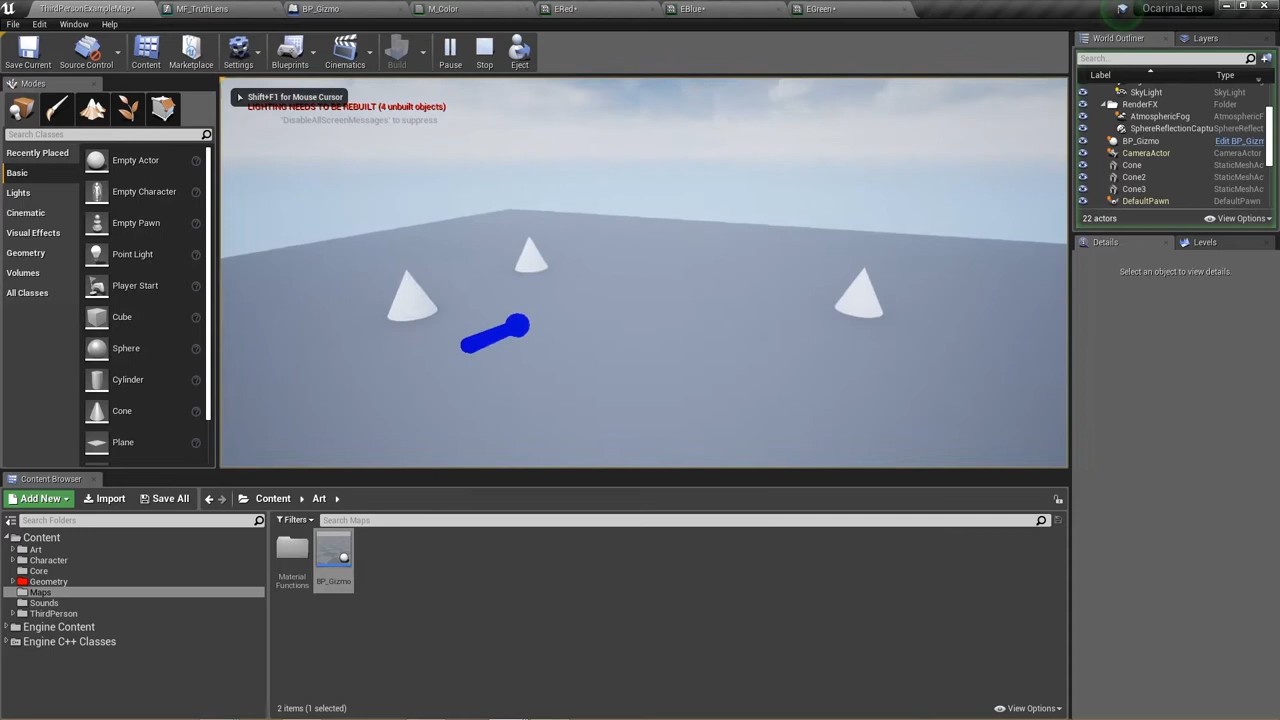 ThirdPersonExampleMap*
MF_TruthLens
BP_Gizmo
M_Color
ERed*
EBlue*
EGreen*
OcarinaLens
File Edit Window Help
Save Current
Source Control
Content
Marketplace
Settings
Blueprints
Cinematics
Build
Pause
Stop
Eject
World Outliner
Layers
Search...
Label
Type
SkyLight SkyLight
RenderFX Folder
AtmosphericFog AtmosphericF
SphereReflectionCaptu SphereReflect
BP_Gizmo Edit BP_Gizm
CameraActor CameraActor
Cone StaticMeshAc
Cone2 StaticMeshAc
Cone3 StaticMeshAc
DefaultPawn DefaultPawn
22 actors
View Options
Details
Levels
Select an object to view details.
Modes
Search Classes
Recently Placed
Basic
Lights
Cinematic
Visual Effects
Geometry
Volumes
All Classes
Empty Actor
Empty Character
Empty Pawn
Point Light
Player Start
Cube
Sphere
Cylinder
Cone
Plane
Shift+F1 for Mouse Cursor
LIGHTING NEEDS TO BE REBUILT (4 unbuilt objects)
'DisableAllScreenMessages' to suppress
Content Browser
Add New
Import
Save All
Content
Art
Search Folders
Filters
Search Maps
Content
Art
Character
Core
Geometry
Maps
Sounds
ThirdPerson
Engine Content
Engine C++ Classes
Material
Functions
BP_Gizmo
2 items (1 selected)
View Options